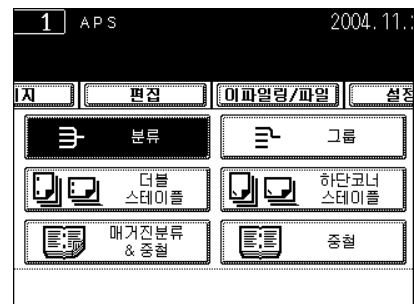 1 APS 2004.11.
편집 이파일링/파일
분류 그룹
더블 하단코너
스테이플 스테이플
매거진분류 중철
& 중철